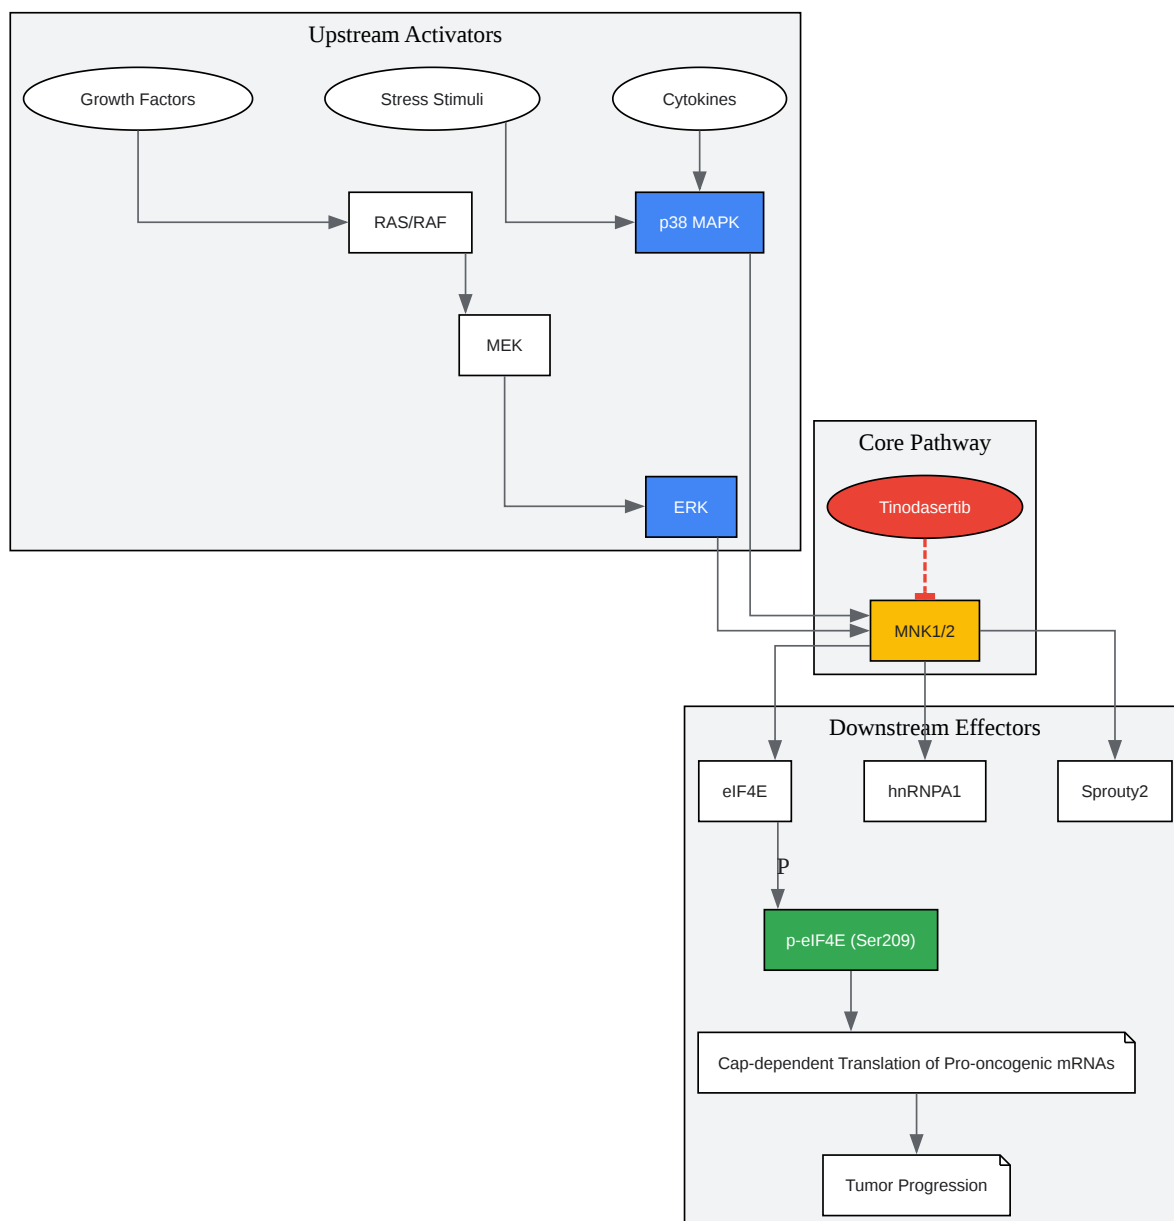 Upstream Activators
Growth Factors
Stress Stimuli
Cytokines
RAS/RAF
p38 MAPK
MEK
ERK
Core Pathway
Tinodasertib
MNK1/2
Downstream Effectors
eIF4E
hnRNPA1
Sprouty2
P
p-eIF4E (Ser209)
Cap-dependent Translation of Pro-oncogenic mRNAs
Tumor Progression